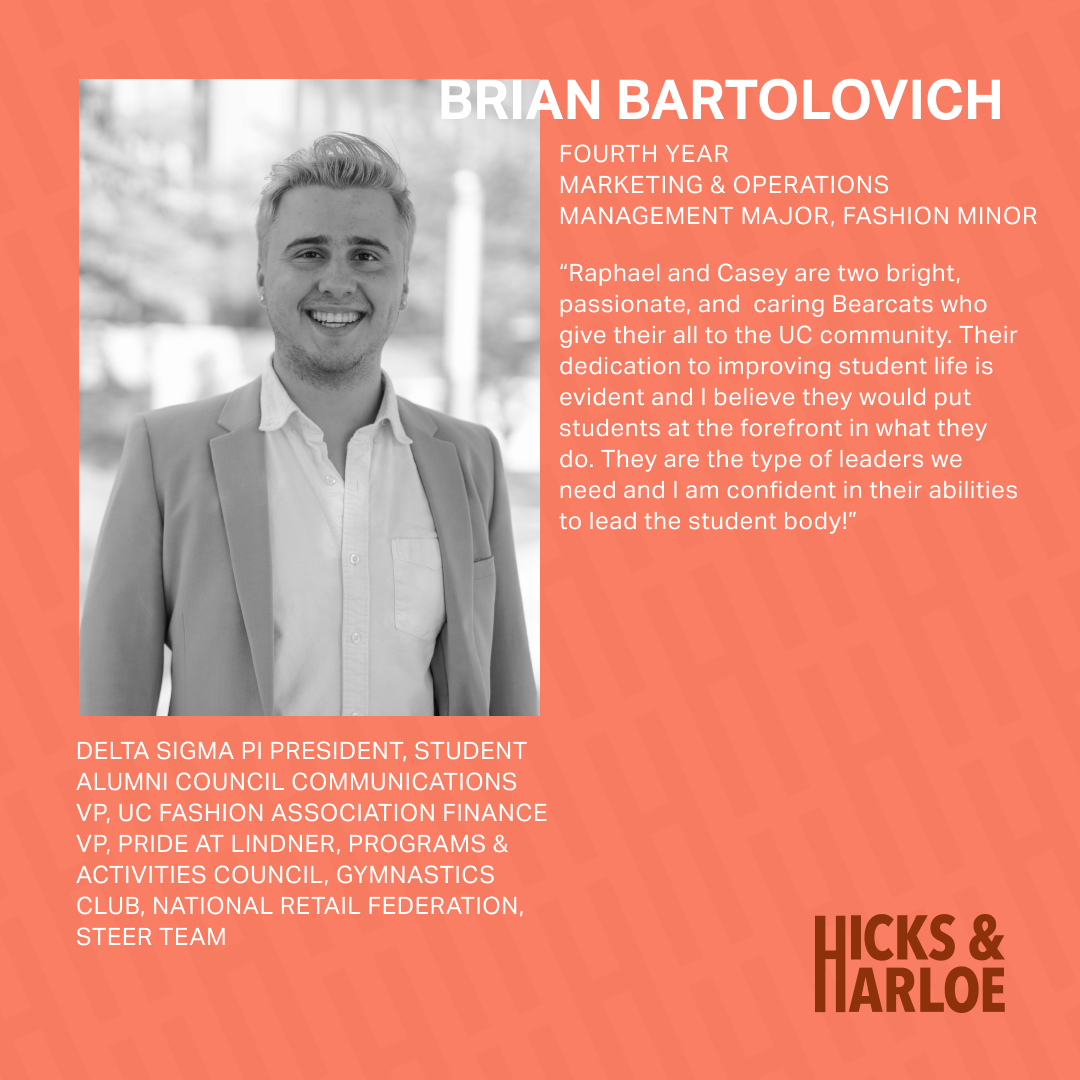 BRIAN BARTOLOVICH
FOURTH YEAR
MARKETING & OPERATIONS
MANAGEMENT MAJOR, FASHION MINOR
“Raphael and Casey are two bright,
passionate, and  caring Bearcats who
give their all to the UC community. Their
dedication to improving student life is
evident and I believe they would put
students at the forefront in what they
do. They are the type of leaders we
need and I am confident in their abilities
to lead the student body!”
DELTA SIGMA PI PRESIDENT, STUDENT
ALUMNI COUNCIL COMMUNICATIONS
VP, UC FASHION ASSOCIATION FINANCE
VP, PRIDE AT LINDNER, PROGRAMS &
ACTIVITIES COUNCIL, GYMNASTICS
CLUB, NATIONAL RETAIL FEDERATION,
STEER TEAM
HICKS &
HARLOE